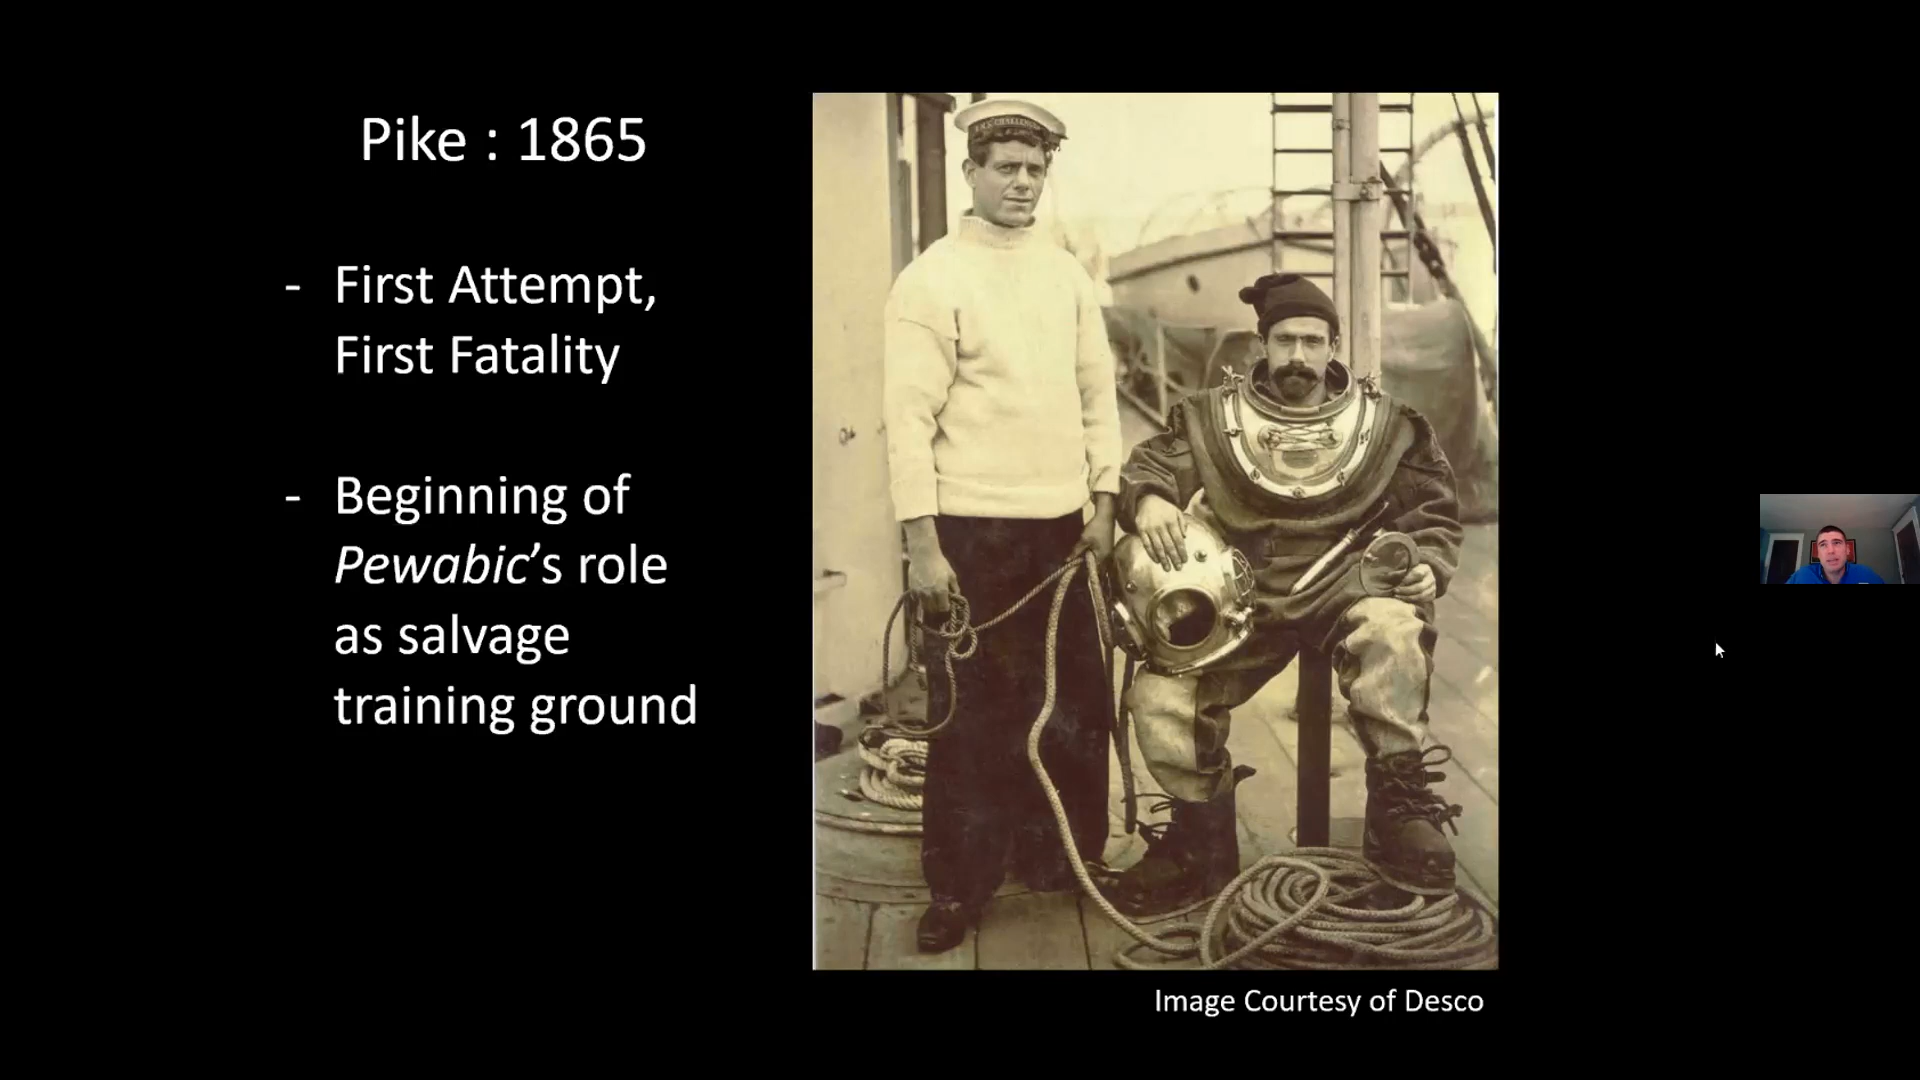 Pike : 1865
- First Attempt,
First Fatality
- Beginning of
Pewabic’s role
as salvage
training ground
Image Courtesy of Desco